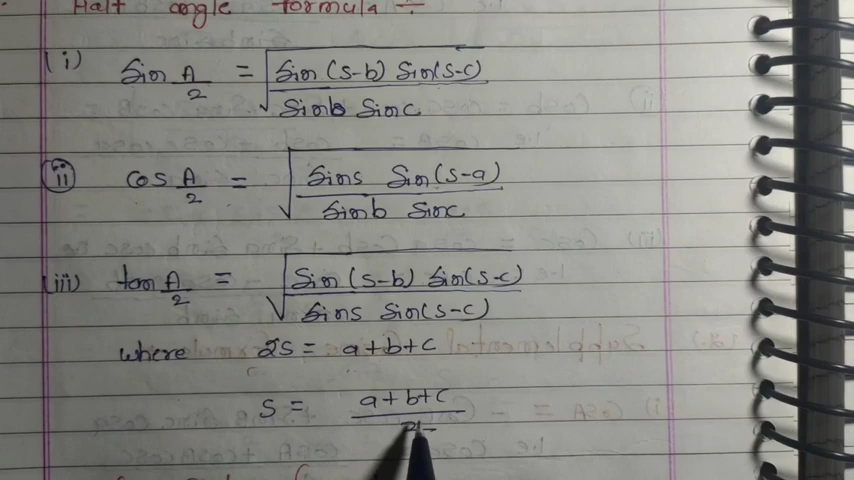 Half angle formula ÷
(i) Sin A/2 = √(Sin (s-b) Sin(s-c) / Sinb Sinc)
(ii) cos A/2 = √(Sins Sin(s-a) / Sinb Sinc)
(iii) tan A/2 = √(Sin (s-b) Sin(s-c) / Sins Sin(s-c))
where 2s = a+b+c
s = a+b+c / 2